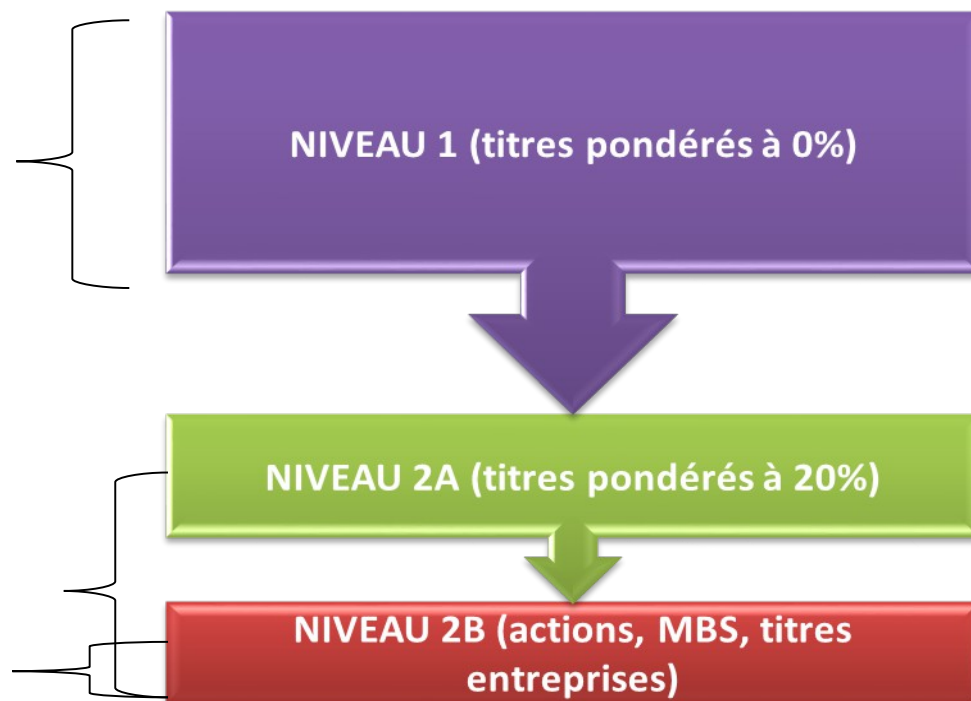 NIVEAU 1 (titres pondérés à 0%)
NIVEAU 2A (titres pondérés à 20%)
NIVEAU 2B (actions, MBS, titres
entreprises)